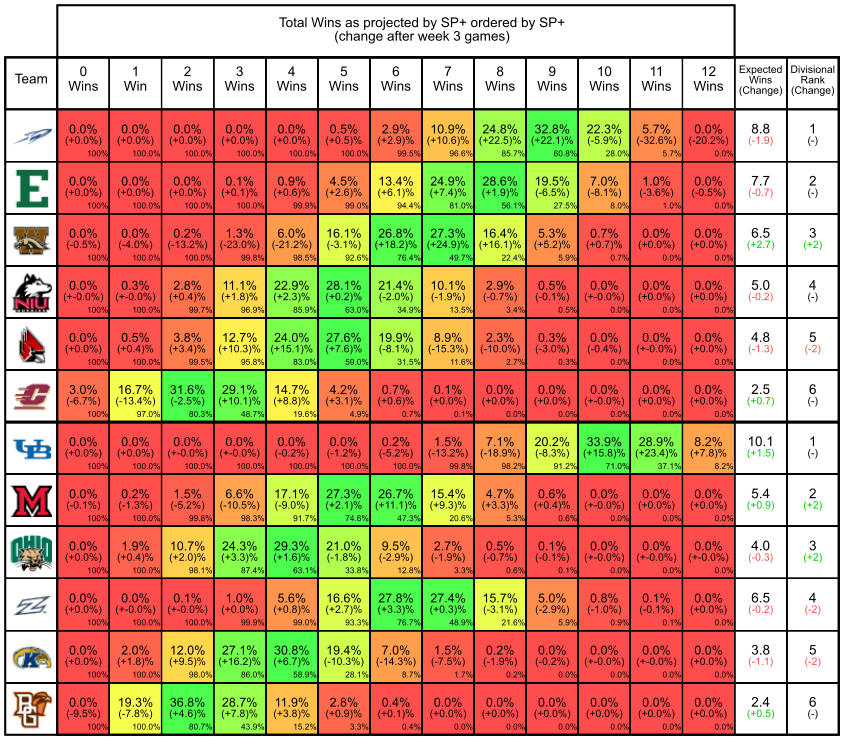 Total Wins as projected by SP+ ordered by SP+
(change after week 3 games)
Team 0 Wins 1 Win 2 Wins 3 Wins 4 Wins 5 Wins 6 Wins 7 Wins 8 Wins 9 Wins 10 Wins 11 Wins 12 Wins Expected Wins (Change) Divisional Rank (Change)
0.0% 0.0% 0.0% 0.0% 0.0% 0.5% 2.9% 10.9% 24.8% 32.8% 22.3% 5.7% 0.0% 8.8 1
(+0.0%) (+0.0)% (+0.0)% (+0.0)% (+0.0)% (+0.5)% (+2.9)% (+10.6)% (+22.5)% (+22.1)% (-5.9)% (-32.6)% (-20.2)% (-1.9) (-)
100% 100.0% 100.0% 100.0% 100.0% 100.0% 99.5% 96.6% 85.7% 60.8% 28.0% 5.7% 0.0%
E 0.0% 0.0% 0.0% 0.1% 0.9% 4.5% 13.4% 24.9% 28.6% 19.5% 7.0% 1.0% 0.0% 7.7 2
(+0.0%) (+0.0)% (+0.0)% (+0.1)% (+0.6)% (+2.6)% (+6.1)% (+7.4)% (+1.9)% (-6.5)% (-8.1)% (-3.6)% (-0.5)% (-0.7) (-)
100% 100.0% 100.0% 100.0% 99.9% 99.0% 94.4% 81.0% 56.1% 27.5% 8.0% 1.0% 0.0%
W 0.0% 0.0% 0.2% 1.3% 6.0% 16.1% 26.8% 27.3% 16.4% 5.3% 0.7% 0.0% 0.0% 6.5 3
(-0.5%) (-4.0)% (-13.2)% (-23.0)% (-21.2)% (-3.1)% (+18.2)% (+24.9)% (+16.1)% (+5.2)% (+0.7)% (+0.0)% (+0.0)% (+2.7) (+2)
100% 100.0% 100.0% 99.8% 98.5% 92.6% 76.4% 49.7% 22.4% 5.9% 0.7% 0.0% 0.0%
NIU 0.0% 0.3% 2.8% 11.1% 22.9% 28.1% 21.4% 10.1% 2.9% 0.5% 0.0% 0.0% 0.0% 5.0 4
(+-0.0%) (+-0.0)% (+0.4)% (+1.8)% (+2.3)% (+0.2)% (-2.0)% (-1.9)% (-0.7)% (-0.1)% (+-0.0)% (+-0.0)% (+0.0)% (-0.2) (-)
100% 100.0% 99.7% 96.9% 85.9% 63.0% 34.9% 13.5% 3.4% 0.5% 0.0% 0.0% 0.0%
0.0% 0.5% 3.8% 12.7% 24.0% 27.6% 19.9% 8.9% 2.3% 0.3% 0.0% 0.0% 0.0% 4.8 5
(+0.0%) (+0.4)% (+3.4)% (+10.3)% (+15.1)% (+7.6)% (-8.1)% (-15.3)% (-10.0)% (-3.0)% (-0.4)% (+-0.0)% (+0.0)% (-1.3) (-2)
100% 100.0% 99.5% 95.8% 83.0% 59.0% 31.5% 11.6% 2.7% 0.3% 0.0% 0.0% 0.0%
C 3.0% 16.7% 31.6% 29.1% 14.7% 4.2% 0.7% 0.1% 0.0% 0.0% 0.0% 0.0% 0.0% 2.5 6
(-6.7%) (-13.4)% (-2.5)% (+10.1)% (+8.8)% (+3.1)% (+0.6)% (+0.0)% (+0.0)% (+0.0)% (+0.0)% (+0.0)% (+0.0)% (+0.7) (-)
100% 97.0% 80.3% 48.7% 19.6% 4.9% 0.7% 0.1% 0.0% 0.0% 0.0% 0.0% 0.0%
UB 0.0% 0.0% 0.0% 0.0% 0.0% 0.0% 0.2% 1.5% 7.1% 20.2% 33.9% 28.9% 8.2% 10.1 1
(+0.0%) (+0.0)% (+-0.0)% (+-0.0)% (-0.2)% (-1.2)% (-5.2)% (-13.2)% (-18.9)% (-8.3)% (+15.8)% (+23.4)% (+7.8)% (+1.5) (-)
100% 100.0% 100.0% 100.0% 100.0% 100.0% 100.0% 99.8% 98.2% 91.2% 71.0% 37.1% 8.2%
M 0.0% 0.2% 1.5% 6.6% 17.1% 27.3% 26.7% 15.4% 4.7% 0.6% 0.0% 0.0% 0.0% 5.4 2
(-0.1%) (-1.3)% (-5.2)% (-10.5)% (-9.0)% (+2.1)% (+11.1)% (+9.3)% (+3.3)% (+0.4)% (+-0.0)% (+0.0)% (+0.0)% (+0.9) (+2)
100% 100.0% 99.8% 98.3% 91.7% 74.6% 47.3% 20.6% 5.3% 0.6% 0.0% 0.0% 0.0%
OHIO 0.0% 1.9% 10.7% 24.3% 29.3% 21.0% 9.5% 2.7% 0.5% 0.1% 0.0% 0.0% 0.0% 4.0 3
(+0.0%) (+0.4)% (+2.0)% (+3.3)% (+1.6)% (-1.8)% (-2.9)% (-1.9)% (-0.7)% (-0.1)% (+-0.0)% (+-0.0)% (+-0.0)% (-0.3) (+2)
100% 100.0% 98.1% 87.4% 63.1% 33.8% 12.8% 3.3% 0.6% 0.1% 0.0% 0.0% 0.0%
0.0% 0.0% 0.1% 1.0% 5.6% 16.6% 27.8% 27.4% 15.7% 5.0% 0.8% 0.1% 0.0% 6.5 4
(+0.0%) (+-0.0)% (+-0.0)% (+0.0)% (+0.8)% (+2.7)% (+3.3)% (+0.3)% (-3.1)% (-2.9)% (-1.0)% (-0.1)% (+0.0)% (-0.2) (-2)
100% 100.0% 100.0% 99.9% 99.0% 93.3% 76.7% 48.9% 21.6% 5.9% 0.9% 0.1% 0.0%
K 0.0% 2.0% 12.0% 27.1% 30.8% 19.4% 7.0% 1.5% 0.2% 0.0% 0.0% 0.0% 0.0% 3.8 5
(+0.0%) (+1.8)% (+9.5)% (+16.2)% (+6.7)% (-10.3)% (-14.3)% (-7.5)% (-1.9)% (-0.2)% (+-0.0)% (+-0.0)% (+0.0)% (-1.1) (-2)
100% 100.0% 98.0% 86.0% 58.9% 28.1% 8.7% 1.7% 0.2% 0.0% 0.0% 0.0% 0.0%
BG 0.0% 19.3% 36.8% 28.7% 11.9% 2.8% 0.4% 0.0% 0.0% 0.0% 0.0% 0.0% 0.0% 2.4 6
(-9.5%) (-7.8)% (+4.6)% (+7.8)% (+3.8)% (+0.9)% (+0.1)% (+0.0)% (+0.0)% (+0.0)% (+0.0)% (+0.0)% (+0.0)% (+0.5) (-)
100% 100.0% 80.7% 43.9% 15.2% 3.3% 0.4% 0.0% 0.0% 0.0% 0.0% 0.0% 0.0%